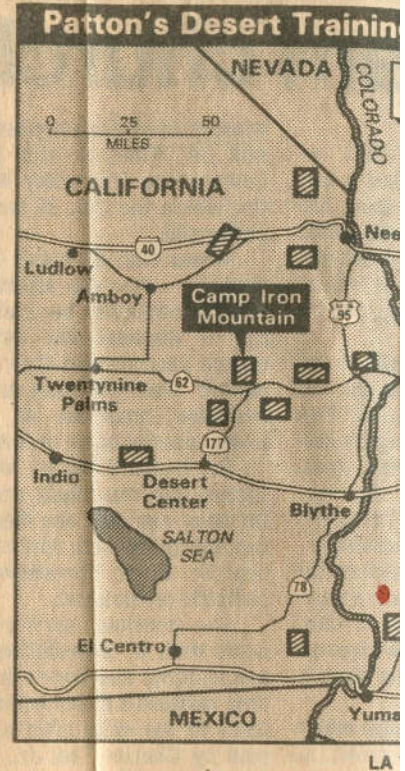 Patton's Desert Training
NEVADA
COLORADO
0 25 50
MILES
CALIFORNIA
40
Nee
Ludlow
Amboy
Camp Iron
Mountain
U.S.
95
62
Twentynine
Palms
177
Indio
Desert
Center
Blythe
SALTON
SEA
78
El Centro
MEXICO
Yuma
LA